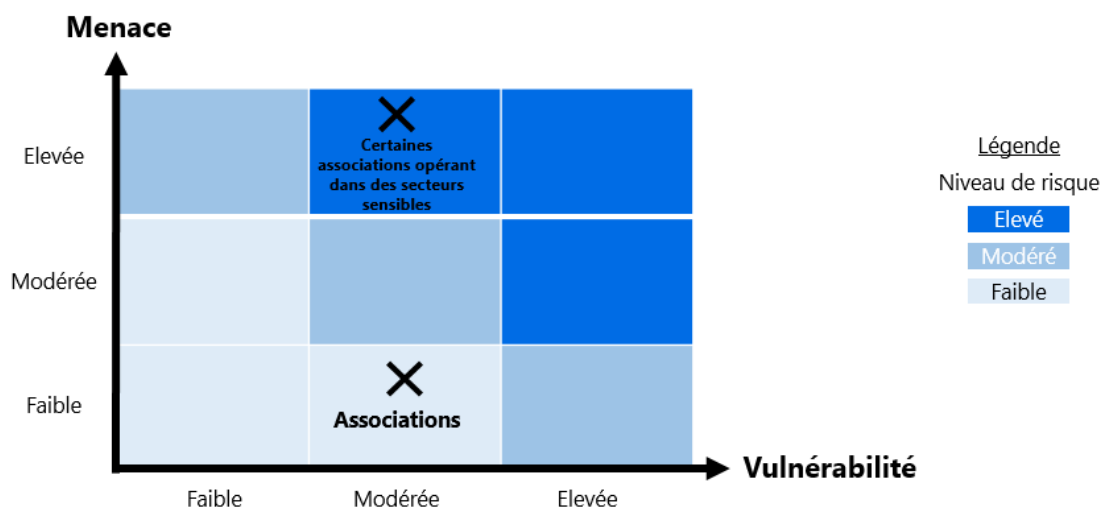 Menace
Elevée
Certaines
associations opérant
dans des secteurs
sensibles
Modérée
Faible
Associations
Vulnérabilité
Faible
Modérée
Elevée
Légende
Niveau de risque
Elevé
Modéré
Faible